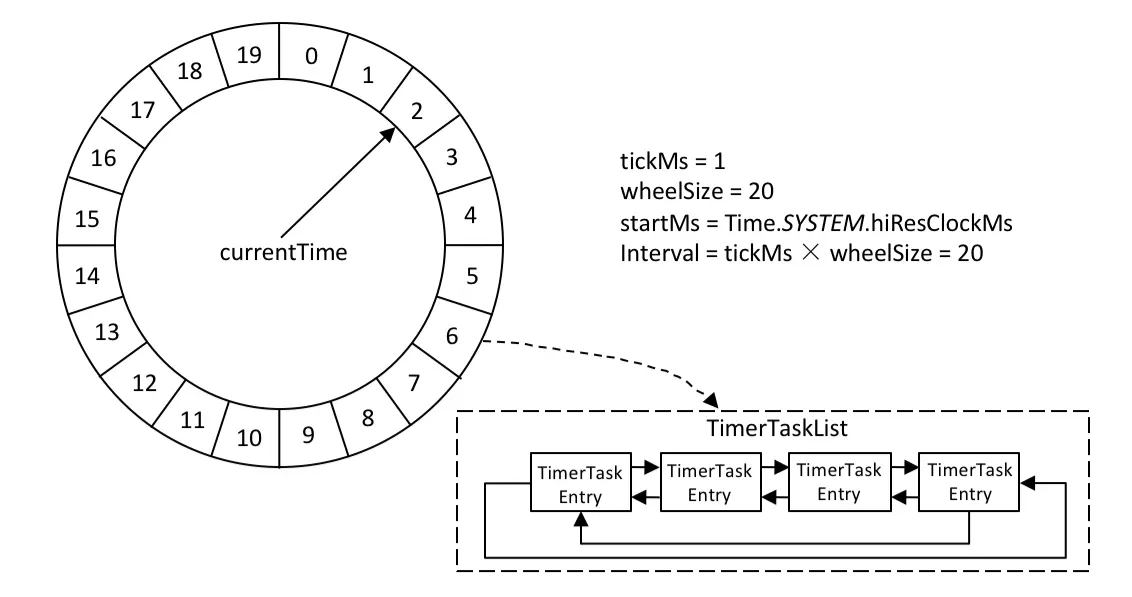 0
1
2
3
4
5
6
7
8
9
10
11
12
13
14
15
16
17
18
19
currentTime
tickMs = 1
wheelSize = 20
startMs = Time.SYSTEM.hiResClockMs
Interval = tickMs × wheelSize = 20
TimerTaskList
TimerTask
Entry
TimerTask
Entry
TimerTask
Entry
TimerTask
Entry